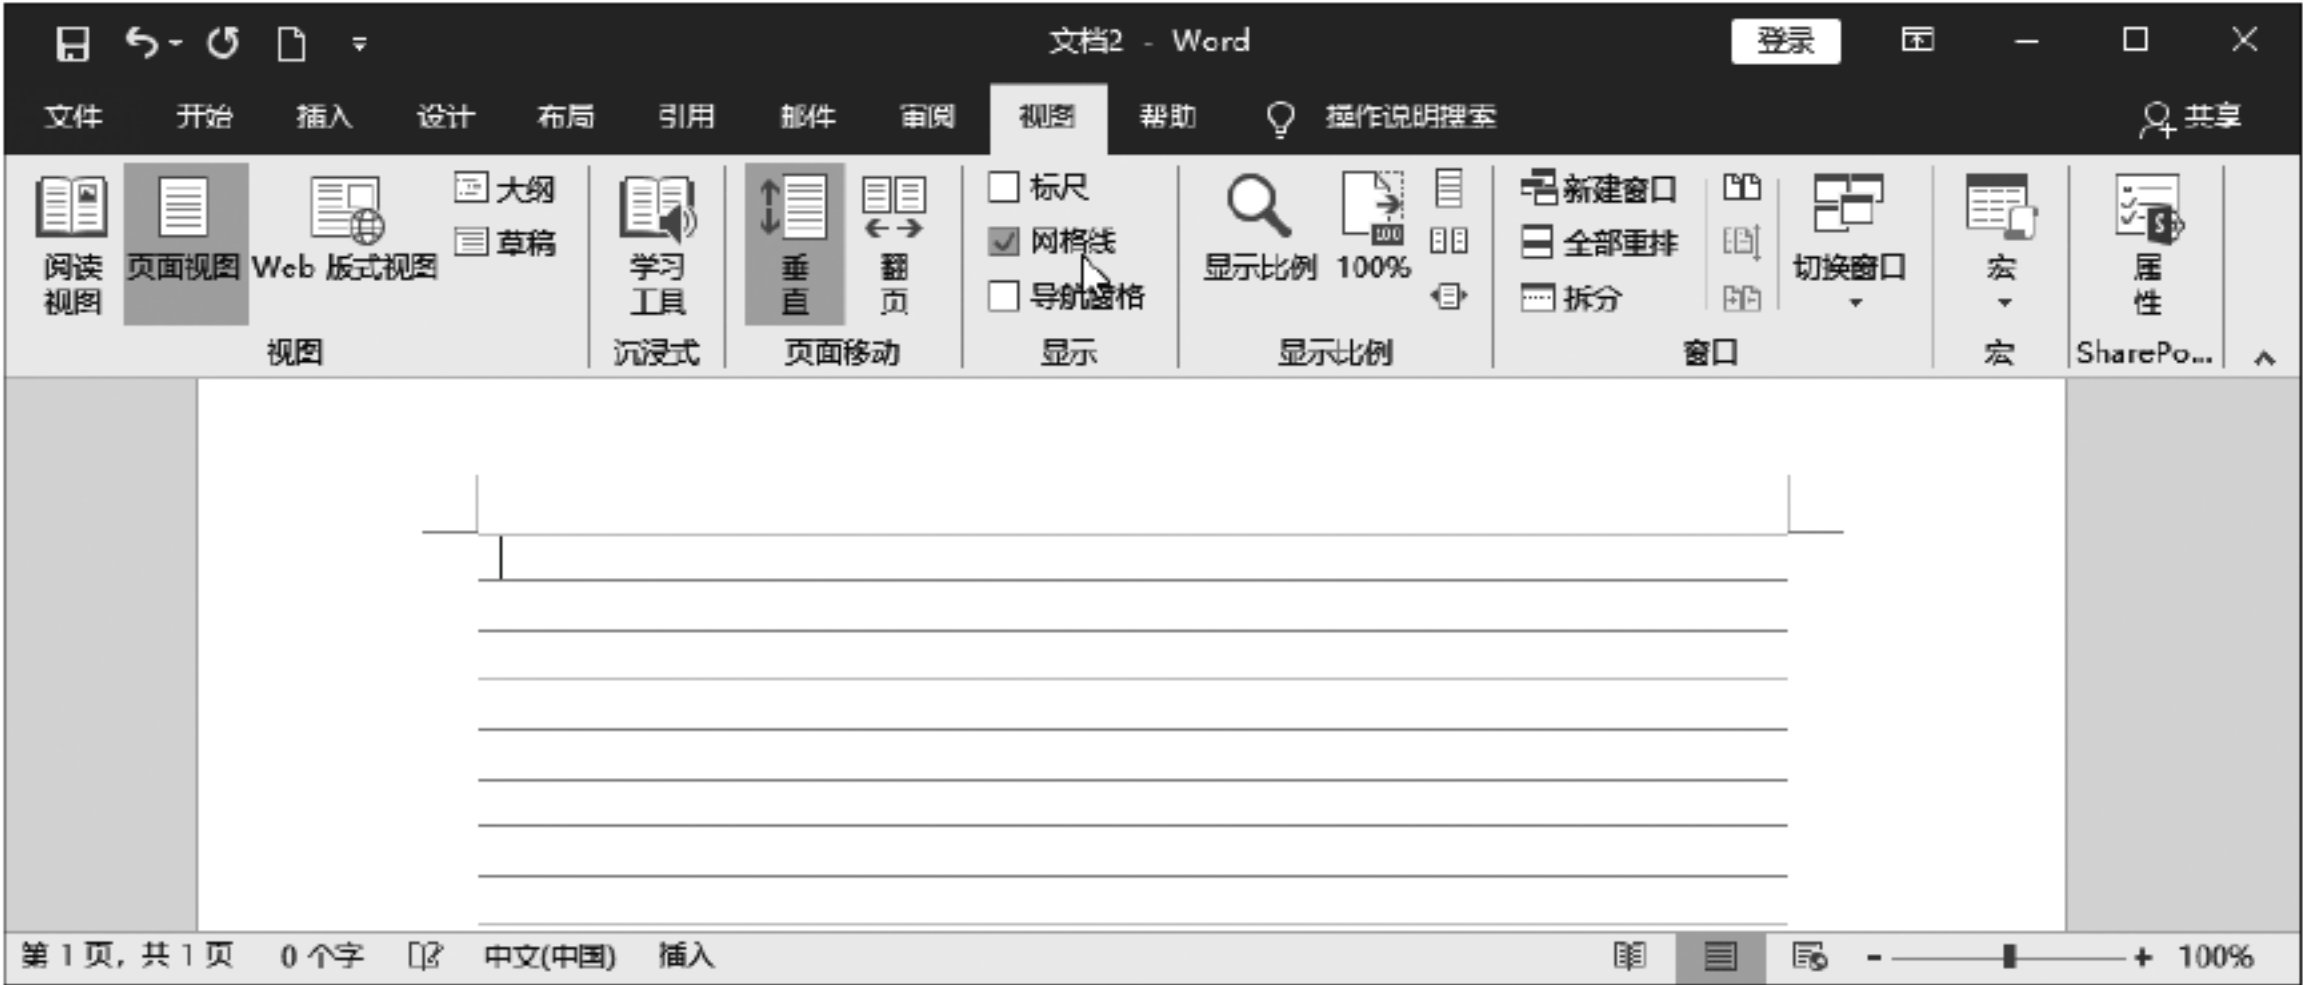 文档2 - Word
登录
文件 开始 插入 设计 布局 引用 邮件 审阅 视图 帮助 操作说明搜索 共享
阅读
视图
页面视图
Web 版式视图
大纲
草稿
视图
学习
工具
沉浸式
垂
直
翻
页
页面移动
标尺
网格线
导航窗格
显示
显示比例
100
100%
显示比例
新建窗口
全部重排
拆分
切换窗口
窗口
宏
宏
属
性
SharePo...
第 1 页, 共 1 页 0 个字 中文(中国) 插入 - + 100%